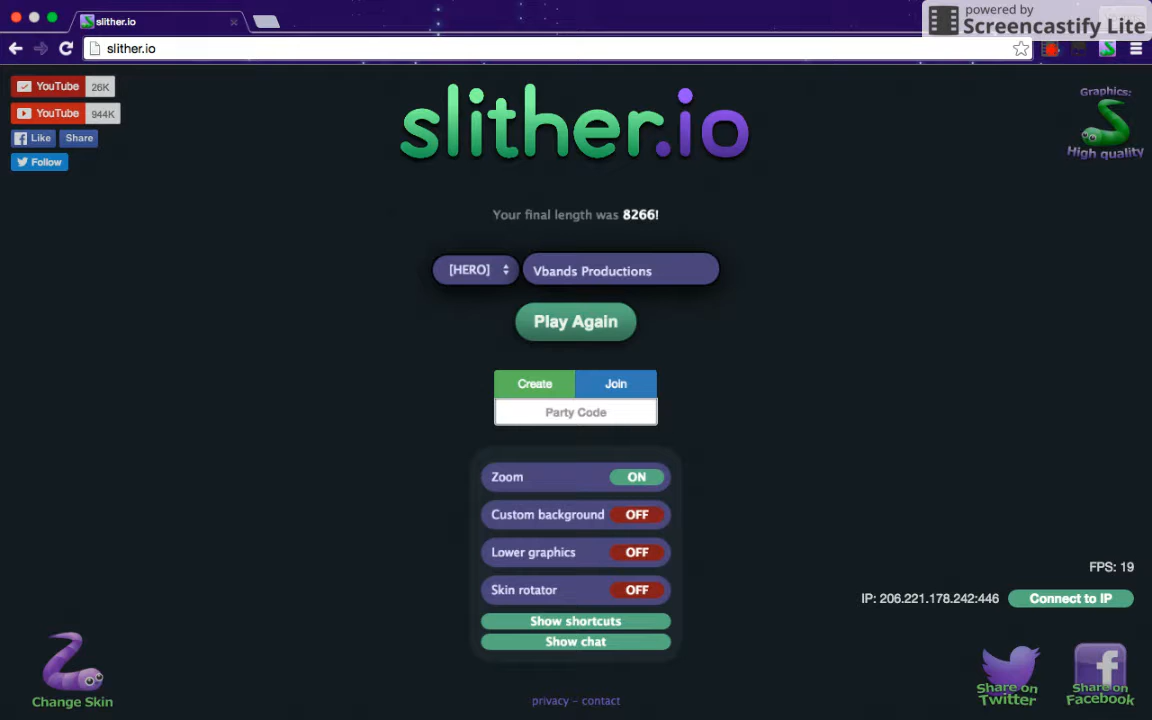 slither.io
powered by
Screencastify Lite
slither.io
YouTube 26K
YouTube 944K
Like Share
Follow
slither.io
Graphics:
High quality
Your final length was 8266!
[HERO] Vbands Productions
Play Again
Create Join
Party Code
Zoom ON
Custom background OFF
Lower graphics OFF
Skin rotator OFF
Show shortcuts
Show chat
FPS: 19
IP: 206.221.178.242:446 Connect to IP
Change Skin
privacy – contact
Share on
Twitter
Share on
Facebook